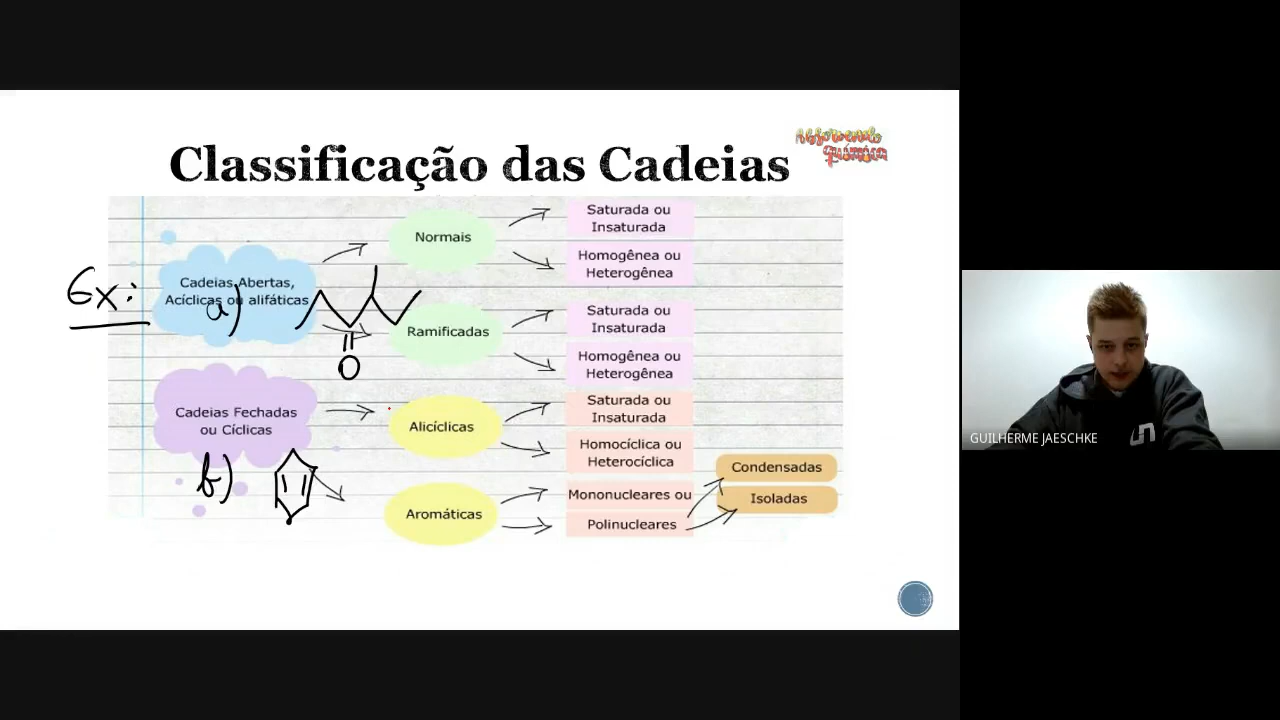 Absorvendo
Química
Classificação das Cadeias
Ex:
Cadeias Abertas,
Acíclicas ou alifáticas
a)
O
Normais
Saturada ou
Insaturada
Homogênea ou
Heterogênea
Ramificadas
Saturada ou
Insaturada
Homogênea ou
Heterogênea
Cadeias Fechadas
ou Cíclicas
b)
Alicíclicas
Saturada ou
Insaturada
Homocíclica ou
Heterocíclica
Aromáticas
Mononucleares ou
Polinucleares
Condensadas
Isoladas
GUILHERME JAESCHKE